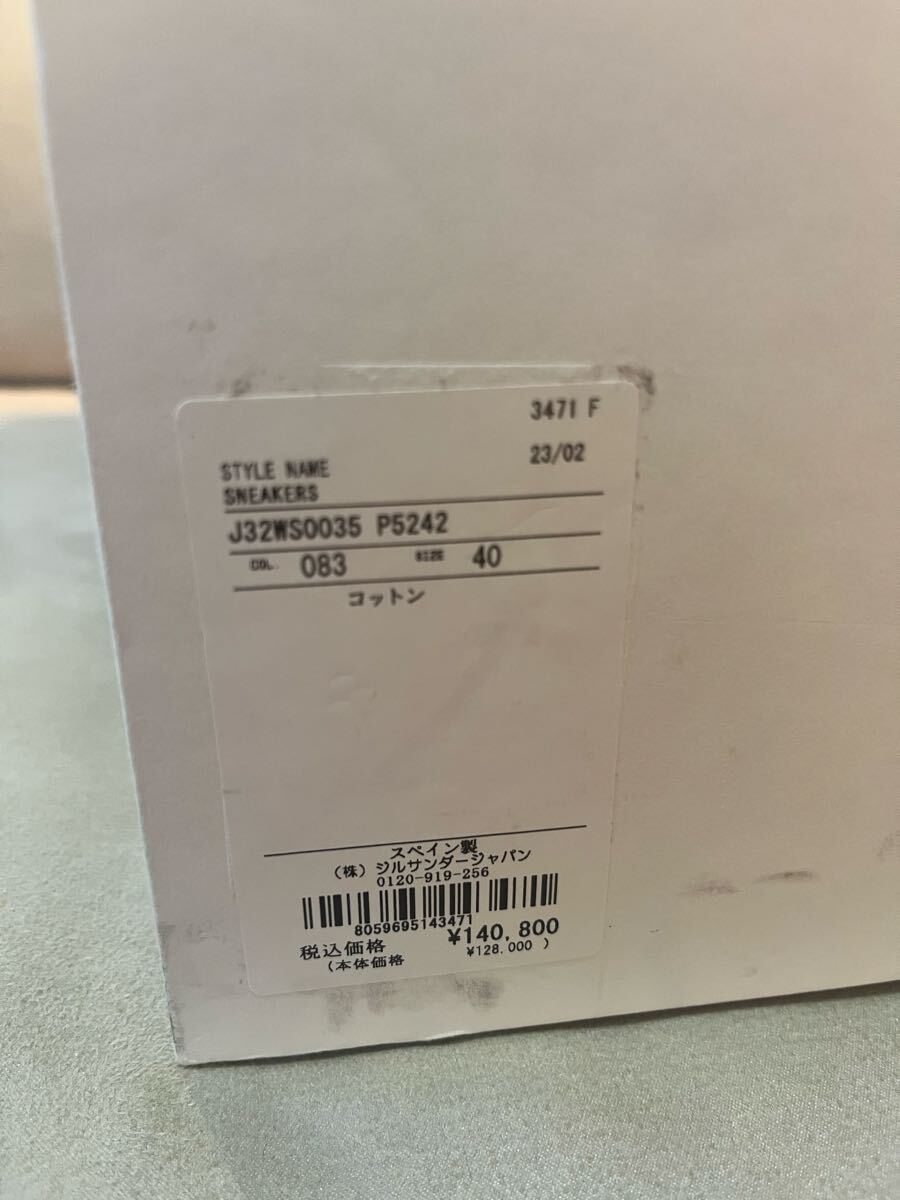 3471 F
23/02
STYLE NAME
SNEAKERS
J32WS0035 P5242
COL. 083 SIZE 40
コットン
スペイン製
（株）ジルサンダージャパン
0120-919-256
8059695143471
税込価格 ¥140,800
（本体価格 ¥128.000 ）